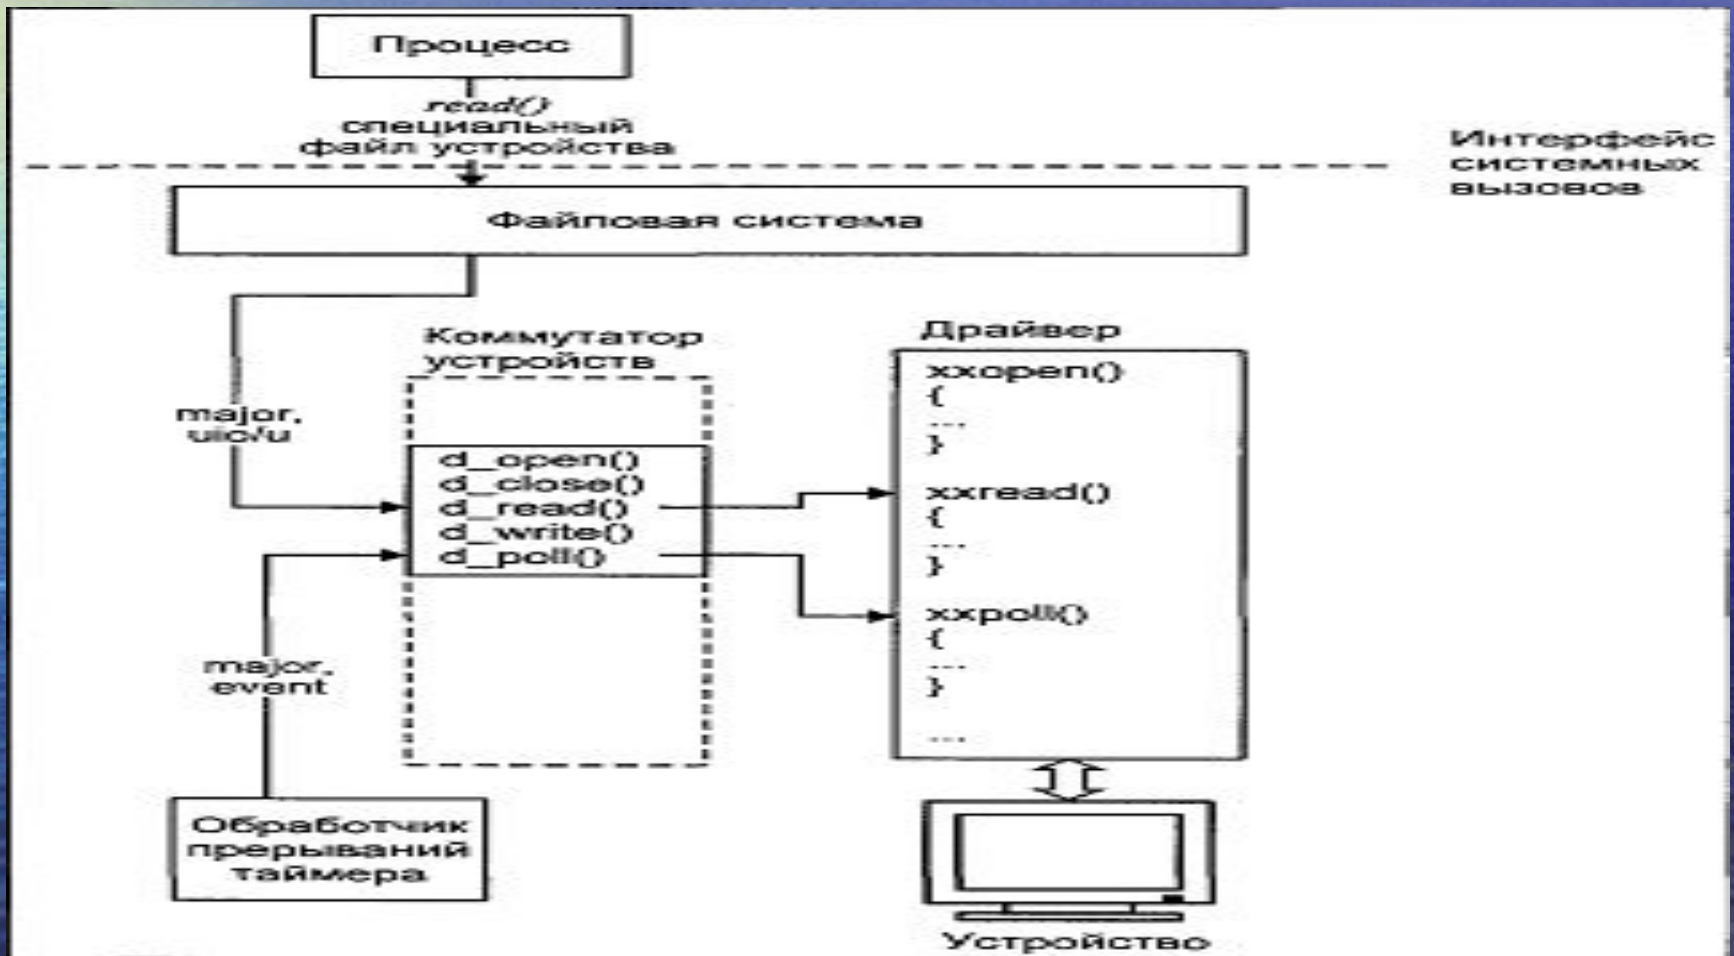 Процесс
read()
специальный
файл устройства
Интерфейс
системных
вызовов
Файловая система
Коммутатор
устройств
Драйвер
major,
uio/u
d_open()
d_close()
d_read()
d_write()
d_poll()
xxopen()
{
...
}
xxread()
{
...
}
xxpoll()
{
...
}
...
major,
event
Обработчик
прерываний
таймера
Устройство